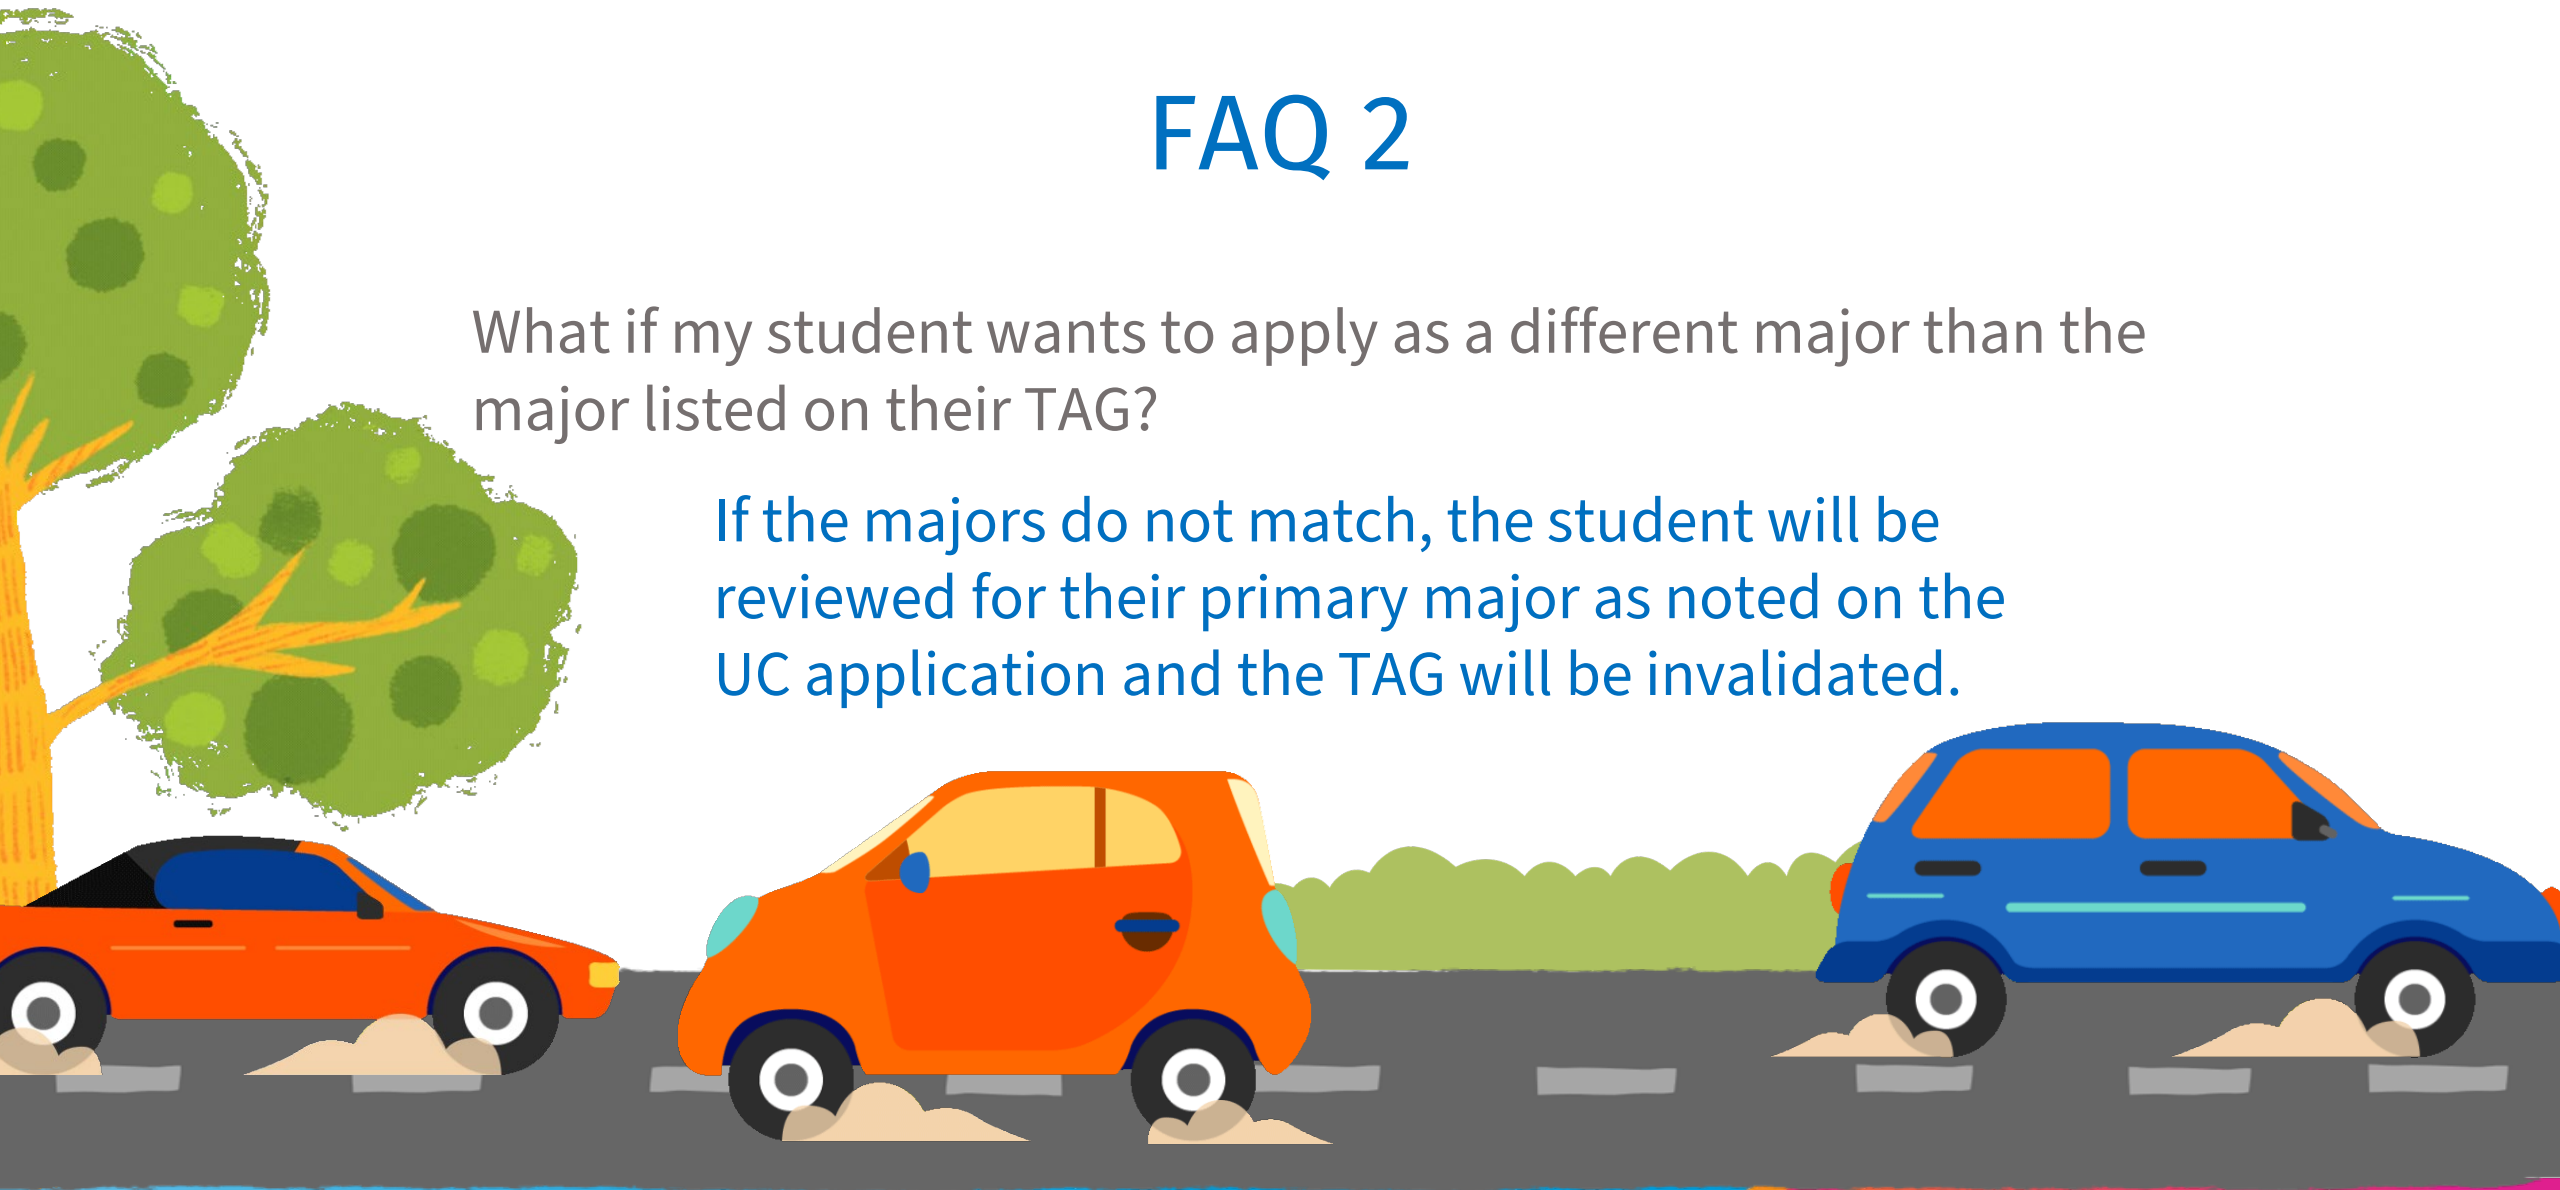 FAQ 2
What if my student wants to apply as a different major than the
major listed on their TAG?
If the majors do not match, the student will be
reviewed for their primary major as noted on the
UC application and the TAG will be invalidated.